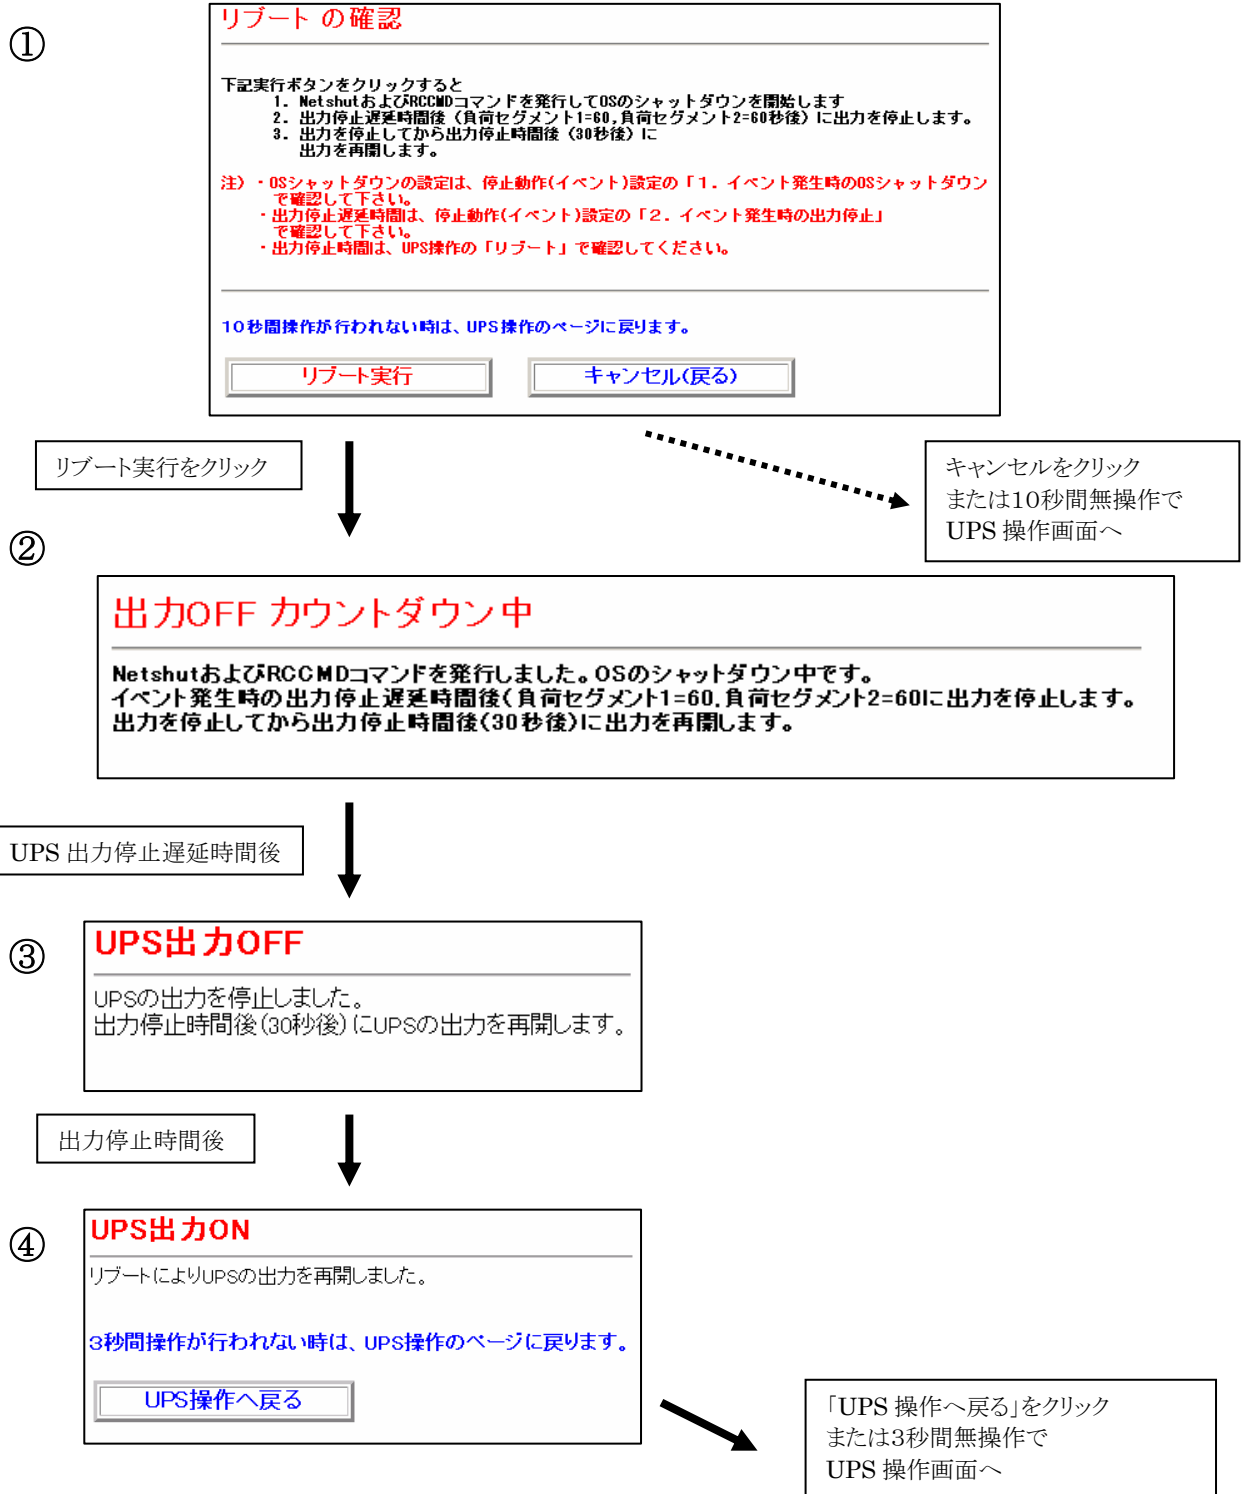 ①
リブート の確認
下記実行ボタンをクリックすると
1. NetshutおよびRCCMDコマンドを発行してOSのシャットダウンを開始します
2. 出力停止遅延時間後（負荷セグメント1=60,負荷セグメント2=60秒後）に出力を停止します。
3. 出力を停止してから出力停止時間後（30秒後）に
出力を再開します。
注）・OSシャットダウンの設定は、停止動作(イベント)設定の「１．イベント発生時のOSシャットダウン
で確認して下さい。
・出力停止遅延時間は、停止動作(イベント)設定の「２．イベント発生時の出力停止」
で確認して下さい。
・出力停止時間は、UPS操作の「リブート」で確認してください。
10秒間操作が行われない時は、UPS操作のページに戻ります。
リブート実行
キャンセル(戻る)
リブート実行をクリック
キャンセルをクリック
または10秒間無操作で
UPS 操作画面へ
②
出力OFF カウントダウン中
NetshutおよびRCCMDコマンドを発行しました。OSのシャットダウン中です。
イベント発生時の出力停止遅延時間後(負荷セグメント1=60,負荷セグメント2=60に出力を停止します。
出力を停止してから出力停止時間後(30秒後)に出力を再開します。
UPS 出力停止遅延時間後
③
UPS出力OFF
UPSの出力を停止しました。
出力停止時間後(30秒後)にUPSの出力を再開します。
出力停止時間後
④
UPS出力ON
リブートによりUPSの出力を再開しました。
3秒間操作が行われない時は、UPS操作のページに戻ります。
UPS操作へ戻る
「UPS 操作へ戻る」をクリック
または3秒間無操作で
UPS 操作画面へ